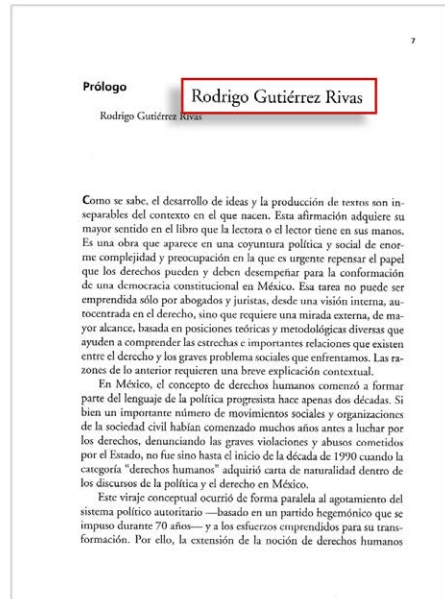 7
Prólogo
Rodrigo Gutiérrez Rivas
Rodrigo Gutiérrez Rivas
Como se sabe, el desarrollo de ideas y la producción de textos son in-
separables del contexto en el que nacen. Esta afirmación adquiere su
mayor sentido en el libro que la lectora o el lector tiene en sus manos.
Es una obra que aparece en una coyuntura política y social de enor-
me complejidad y preocupación en la que es urgente repensar el papel
que los derechos pueden y deben desempeñar para la conformación
de una democracia constitucional en México. Esa tarea no puede ser
emprendida sólo por abogados y juristas, desde una visión interna, au-
tocentrada en el derecho, sino que requiere una mirada externa, de ma-
yor alcance, basada en posiciones teóricas y metodológicas diversas que
ayuden a comprender las estrechas e importantes relaciones que existen
entre el derecho y los graves problema sociales que enfrentamos. Las ra-
zones de lo anterior requieren una breve explicación contextual.
En México, el concepto de derechos humanos comenzó a formar
parte del lenguaje de la política progresista hace apenas dos décadas. Si
bien un importante número de movimientos sociales y organizaciones
de la sociedad civil habían comenzado muchos años antes a luchar por
los derechos, denunciando las graves violaciones y abusos cometidos
por el Estado, no fue sino hasta el inicio de la década de 1990 cuando la
categoría "derechos humanos" adquirió carta de naturalidad dentro de
los discursos de la política y el derecho en México.
Este viraje conceptual ocurrió de forma paralela al agotamiento del
sistema político autoritario —basado en un partido hegemónico que se
impuso durante 70 años— y a los esfuerzos emprendidos para su trans-
formación. Por ello, la extensión de la noción de derechos humanos